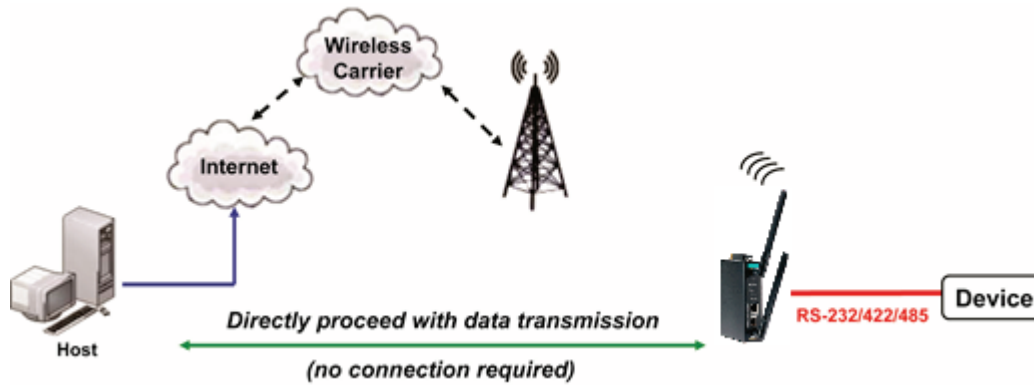 Wireless
Carrier
Internet
Host
Directly proceed with data transmission
(no connection required)
RS-232/422/485
Device